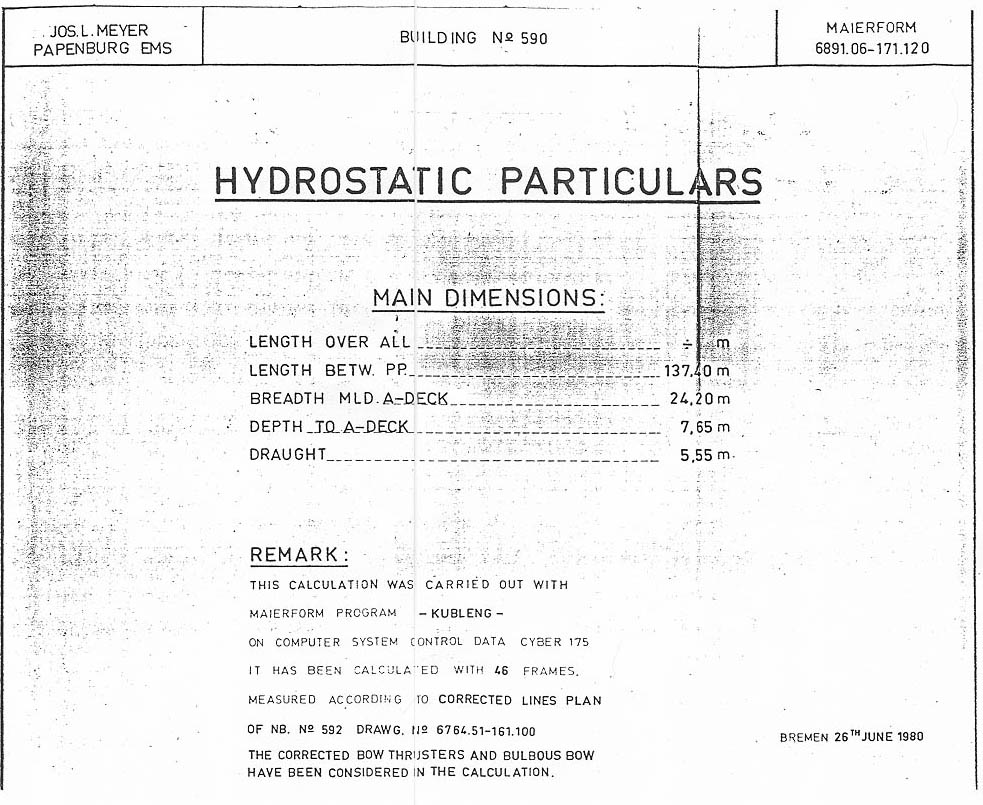 JOS. L. MEYER
PAPENBURG EMS
BUILDING Nº 590
MAIERFORM
6891.06-171.120
HYDROSTATIC PARTICULARS
MAIN DIMENSIONS:
LENGTH OVER ALL ÷ m
LENGTH BETW. PP. 137,40 m
BREADTH MLD. A-DECK 24,20 m
DEPTH TO A-DECK 7,65 m
DRAUGHT 5,55 m
REMARK:
THIS CALCULATION WAS CARRIED OUT WITH
MAIERFORM PROGRAM - KUBLENG -
ON COMPUTER SYSTEM CONTROL DATA CYBER 175
IT HAS BEEN CALCULATED WITH 46 FRAMES.
MEASURED ACCORDING TO CORRECTED LINES PLAN
OF NB. Nº 592 DRAWG. Nº 6764.51-161.100
THE CORRECTED BOW THRUSTERS AND BULBOUS BOW
HAVE BEEN CONSIDERED IN THE CALCULATION.
BREMEN 26TH JUNE 1980